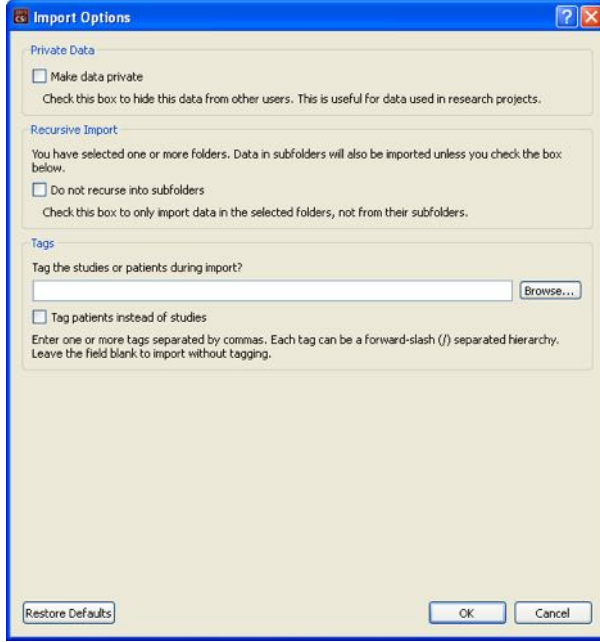 Import Options
Private Data
Make data private
Check this box to hide this data from other users. This is useful for data used in research projects.
Recursive Import
You have selected one or more folders. Data in subfolders will also be imported unless you check the box
below.
Do not recurse into subfolders
Check this box to only import data in the selected folders, not from their subfolders.
Tags
Tag the studies or patients during import?
Browse...
Tag patients instead of studies
Enter one or more tags separated by commas. Each tag can be a forward-slash (/) separated hierarchy.
Leave the field blank to import without tagging.
Restore Defaults
OK
Cancel